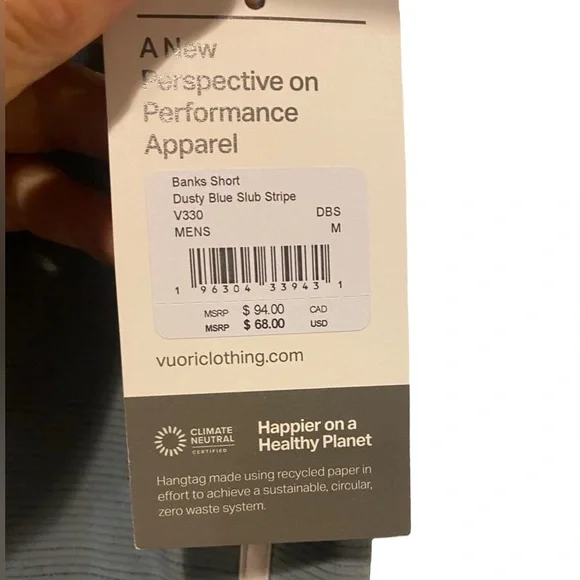 A New
Perspective on
Performance
Apparel
Banks Short
Dusty Blue Slub Stripe
V330 DBS
MENS M
1 96304 33943 1
MSRP $ 94.00 CAD
MSRP $ 68.00 USD
vuoriclothing.com
CLIMATE
NEUTRAL
CERTIFIED
Happier on a
Healthy Planet
Hangtag made using recycled paper in
effort to achieve a sustainable, circular,
zero waste system.